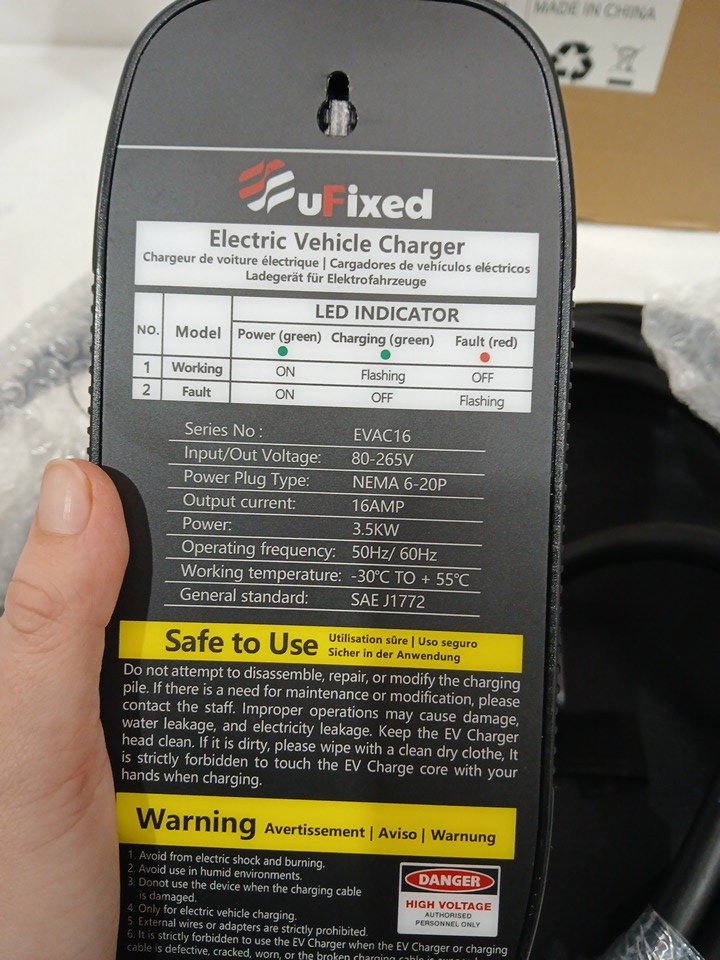 MADE IN CHINA
uFixed
Electric Vehicle Charger
Chargeur de voiture électrique | Cargadores de vehículos eléctricos
Ladegerät für Elektrofahrzeuge
NO. Model LED INDICATOR
Power (green) Charging (green) Fault (red)
1 Working ON Flashing OFF
2 Fault ON OFF Flashing
Series No : EVAC16
Input/Out Voltage: 80-265V
Power Plug Type: NEMA 6-20P
Output current: 16AMP
Power: 3.5KW
Operating frequency: 50Hz/ 60Hz
Working temperature: -30℃ TO + 55℃
General standard: SAE J1772
Safe to Use Utilisation sûre | Uso seguro
Sicher in der Anwendung
Do not attempt to disassemble, repair, or modify the charging
pile. If there is a need for maintenance or modification, please
contact the staff. Improper operations may cause damage,
water leakage, and electricity leakage. Keep the EV Charger
head clean. If it is dirty, please wipe with a clean dry clothe, It
is strictly forbidden to touch the EV Charge core with your
hands when charging.
Warning Avertissement | Aviso | Warnung
1. Avoid from electric shock and burning.
2. Avoid use in humid environments.
3. Donot use the device when the charging cable
is damaged.
4. Only for electric vehicle charging.
5. External wires or adapters are strictly prohibited.
6. It is strictly forbidden to use the EV Charger when the EV Charger or charging
cable is defective, cracked, worn, or the broken charging cable is
DANGER
HIGH VOLTAGE
AUTHORISED
PERSONNEL ONLY